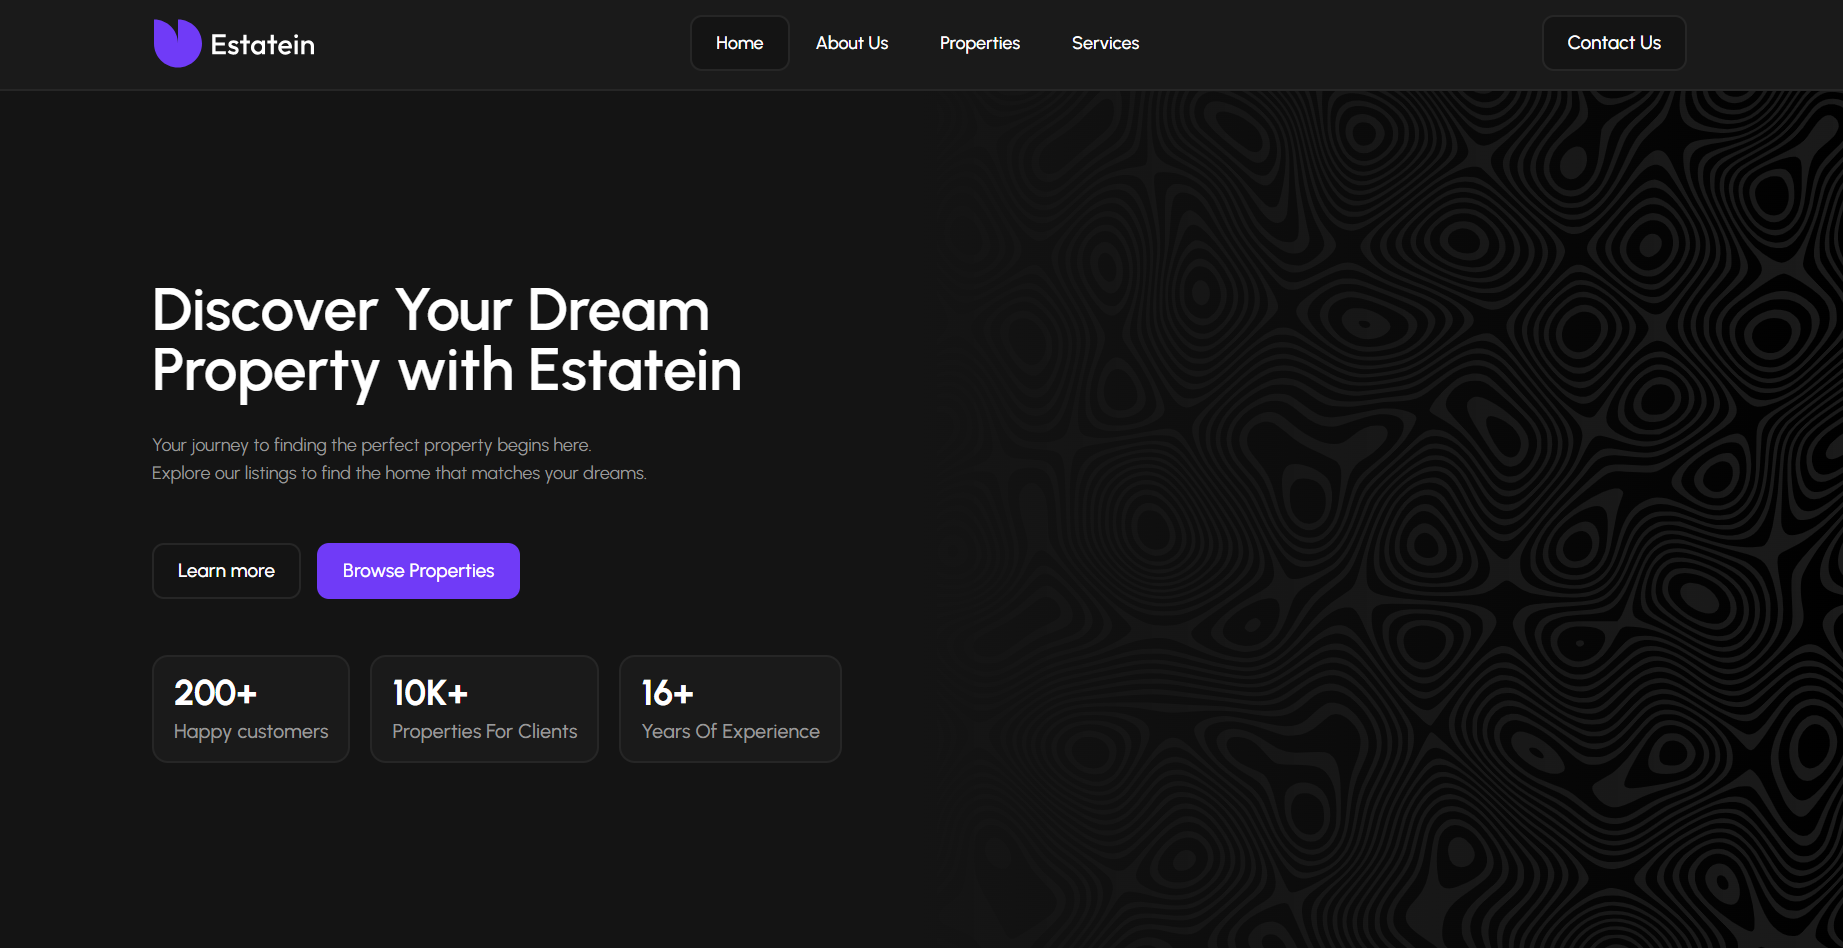 Estatein
Home
About Us
Properties
Services
Contact Us
Discover Your Dream
Property with Estatein
Your journey to finding the perfect property begins here.
Explore our listings to find the home that matches your dreams.
Learn more
Browse Properties
200+
Happy customers
10K+
Properties For Clients
16+
Years Of Experience